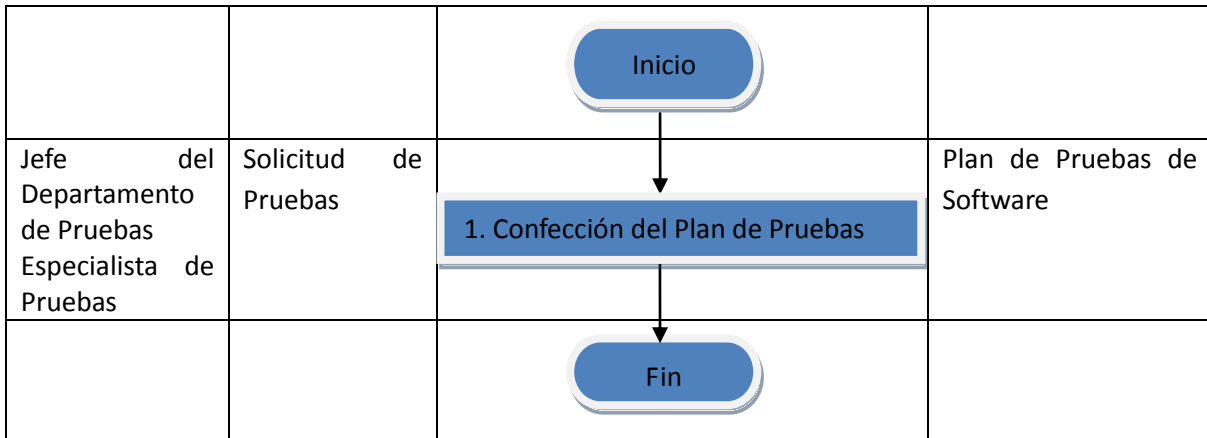 Inicio
Jefe del
Departamento
de Pruebas
Especialista de
Pruebas
Solicitud de
Pruebas
1. Confección del Plan de Pruebas
Plan de Pruebas de
Software
Fin